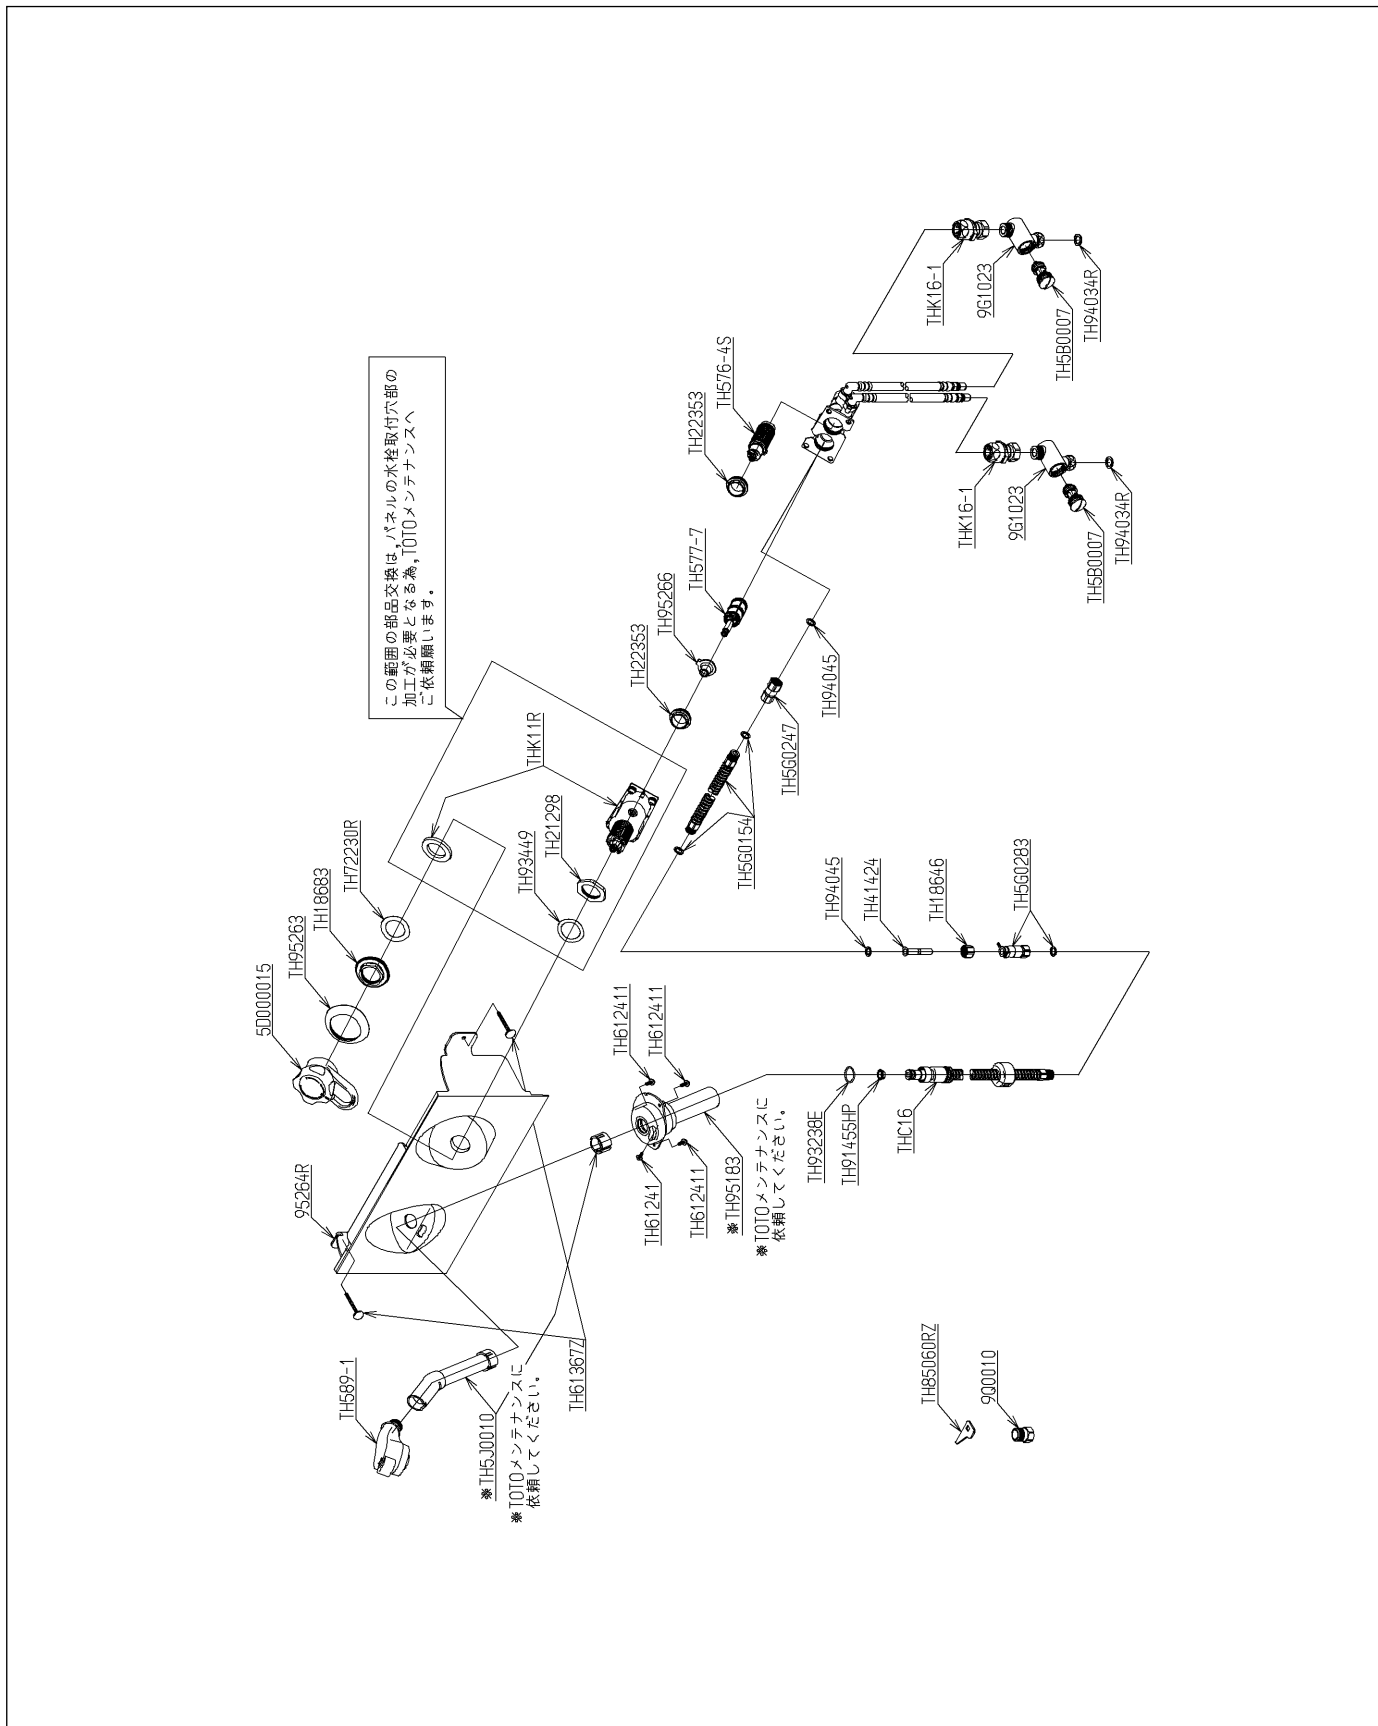 この範囲の部品交換は,パネルの水栓取付穴部の
加工が必要となる為,TOTOメンテナンスへ
ご依頼願います。
THK11R
5D000015
TH95263
TH18683
TH72230R
TH93449
TH21298
TH22353
TH95266
TH577-7
TH22353
TH576-4S
THK16-1
9G1023
TH5B0007
TH94034R
THK16-1
9G1023
TH5B0007
TH94034R
TH94045
TH5G0247
TH5G0154
TH94045
TH41424
TH18646
TH5G0283
95264R
TH612411
TH612411
TH61241
TH612411
※TH95183
※TOTOメンテナンスに
依頼してください。
TH93238E
TH91455HP
THC16
TH589-1
※TH5J0010
※TOTOメンテナンスに
依頼してください。
TH61367Z
TH85060RZ
9Q0010